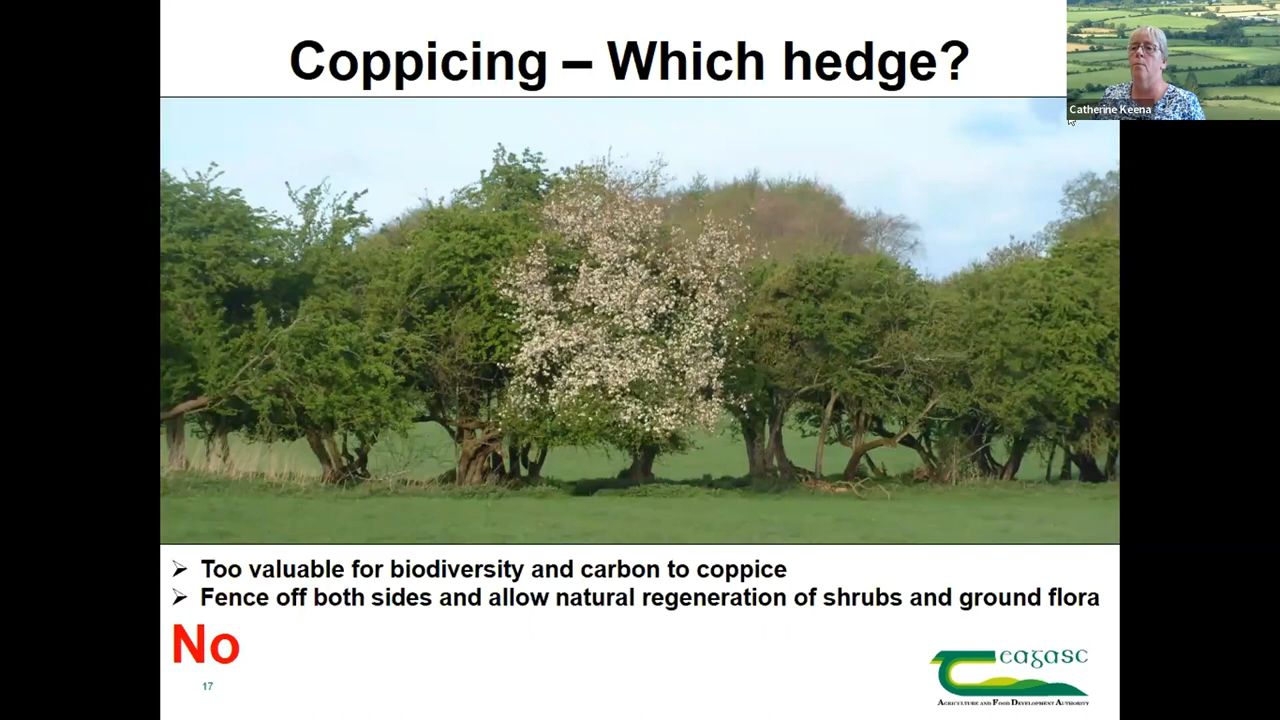 Coppicing – Which hedge?
Catherine Keena
➢ Too valuable for biodiversity and carbon to coppice
➢ Fence off both sides and allow natural regeneration of shrubs and ground flora
No
17
teagasc
AGRICULTURE AND FOOD DEVELOPMENT AUTHORITY